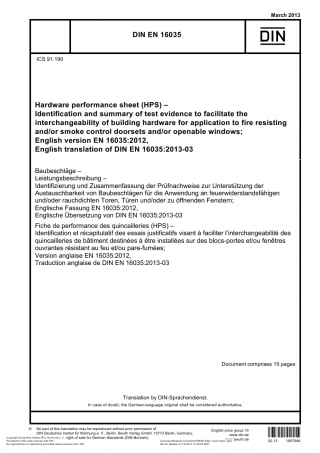 March 2013
DIN EN 16035
DIN
ICS 91.190
Hardware performance sheet (HPS) –
Identification and summary of test evidence to facilitate the
interchangeability of building hardware for application to fire resisting
and/or smoke control doorsets and/or openable windows;
English version EN 16035:2012,
English translation of DIN EN 16035:2013-03
Baubeschläge –
Leistungsbeschreibung –
Identifizierung und Zusammenfassung der Prüfnachweise zur Unterstützung der
Austauschbarkeit von Baubeschlägen für die Anwendung an feuerwiderstandsfähigen
und/oder rauchdichten Toren, Türen und/oder zu öffnenden Fenstern;
Englische Fassung EN 16035:2012,
Englische Übersetzung von DIN EN 16035:2013-03
Fiche de performance des quincailleries (HPS) –
Identification et récapitulatif des essais justificatifs visant à faciliter l'interchangeabilité des
quincailleries de bâtiment destinées à être installées sur des blocs-portes et/ou fenêtres
ouvrantes résistant au feu et/ou pare-fumées;
Version anglaise EN 16035:2012,
Traduction anglaise de DIN EN 16035:2013-03
Document comprises 15 pages
Translation by DIN-Sprachendienst.
In case of doubt, the German-language original shall be considered authoritative.
No part of this translation may be reproduced without prior permission of
DIN Deutsches Institut für Normung e. V., Berlin. Beuth Verlag GmbH, 10772 Berlin, Germany,
right of sale for German Standards (DIN-Normen).
English price group 10
www.din.de
www.beuth.de